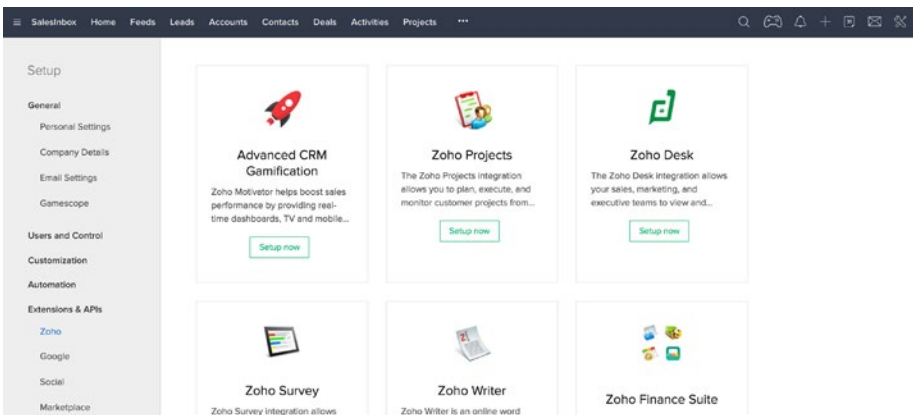 SalesInbox Home Feeds Leads Accounts Contacts Deals Activities Projects •••
Setup
General
Personal Settings
Company Details
Email Settings
Gamescope
Users and Control
Customization
Automation
Extensions & APIs
Zoho
Google
Social
Marketplace
Advanced CRM
Gamification
Zoho Motivator helps boost sales
performance by providing real-
time dashboards, TV and mobile...
Setup now
Zoho Projects
The Zoho Projects integration
allows you to plan, execute, and
monitor customer projects from...
Setup now
Zoho Desk
The Zoho Desk integration allows
your sales, marketing, and
executive teams to view and...
Setup now
Zoho Survey
Zoho Survey integration allows
Zoho Writer
Zoho Writer is an online word
Zoho Finance Suite